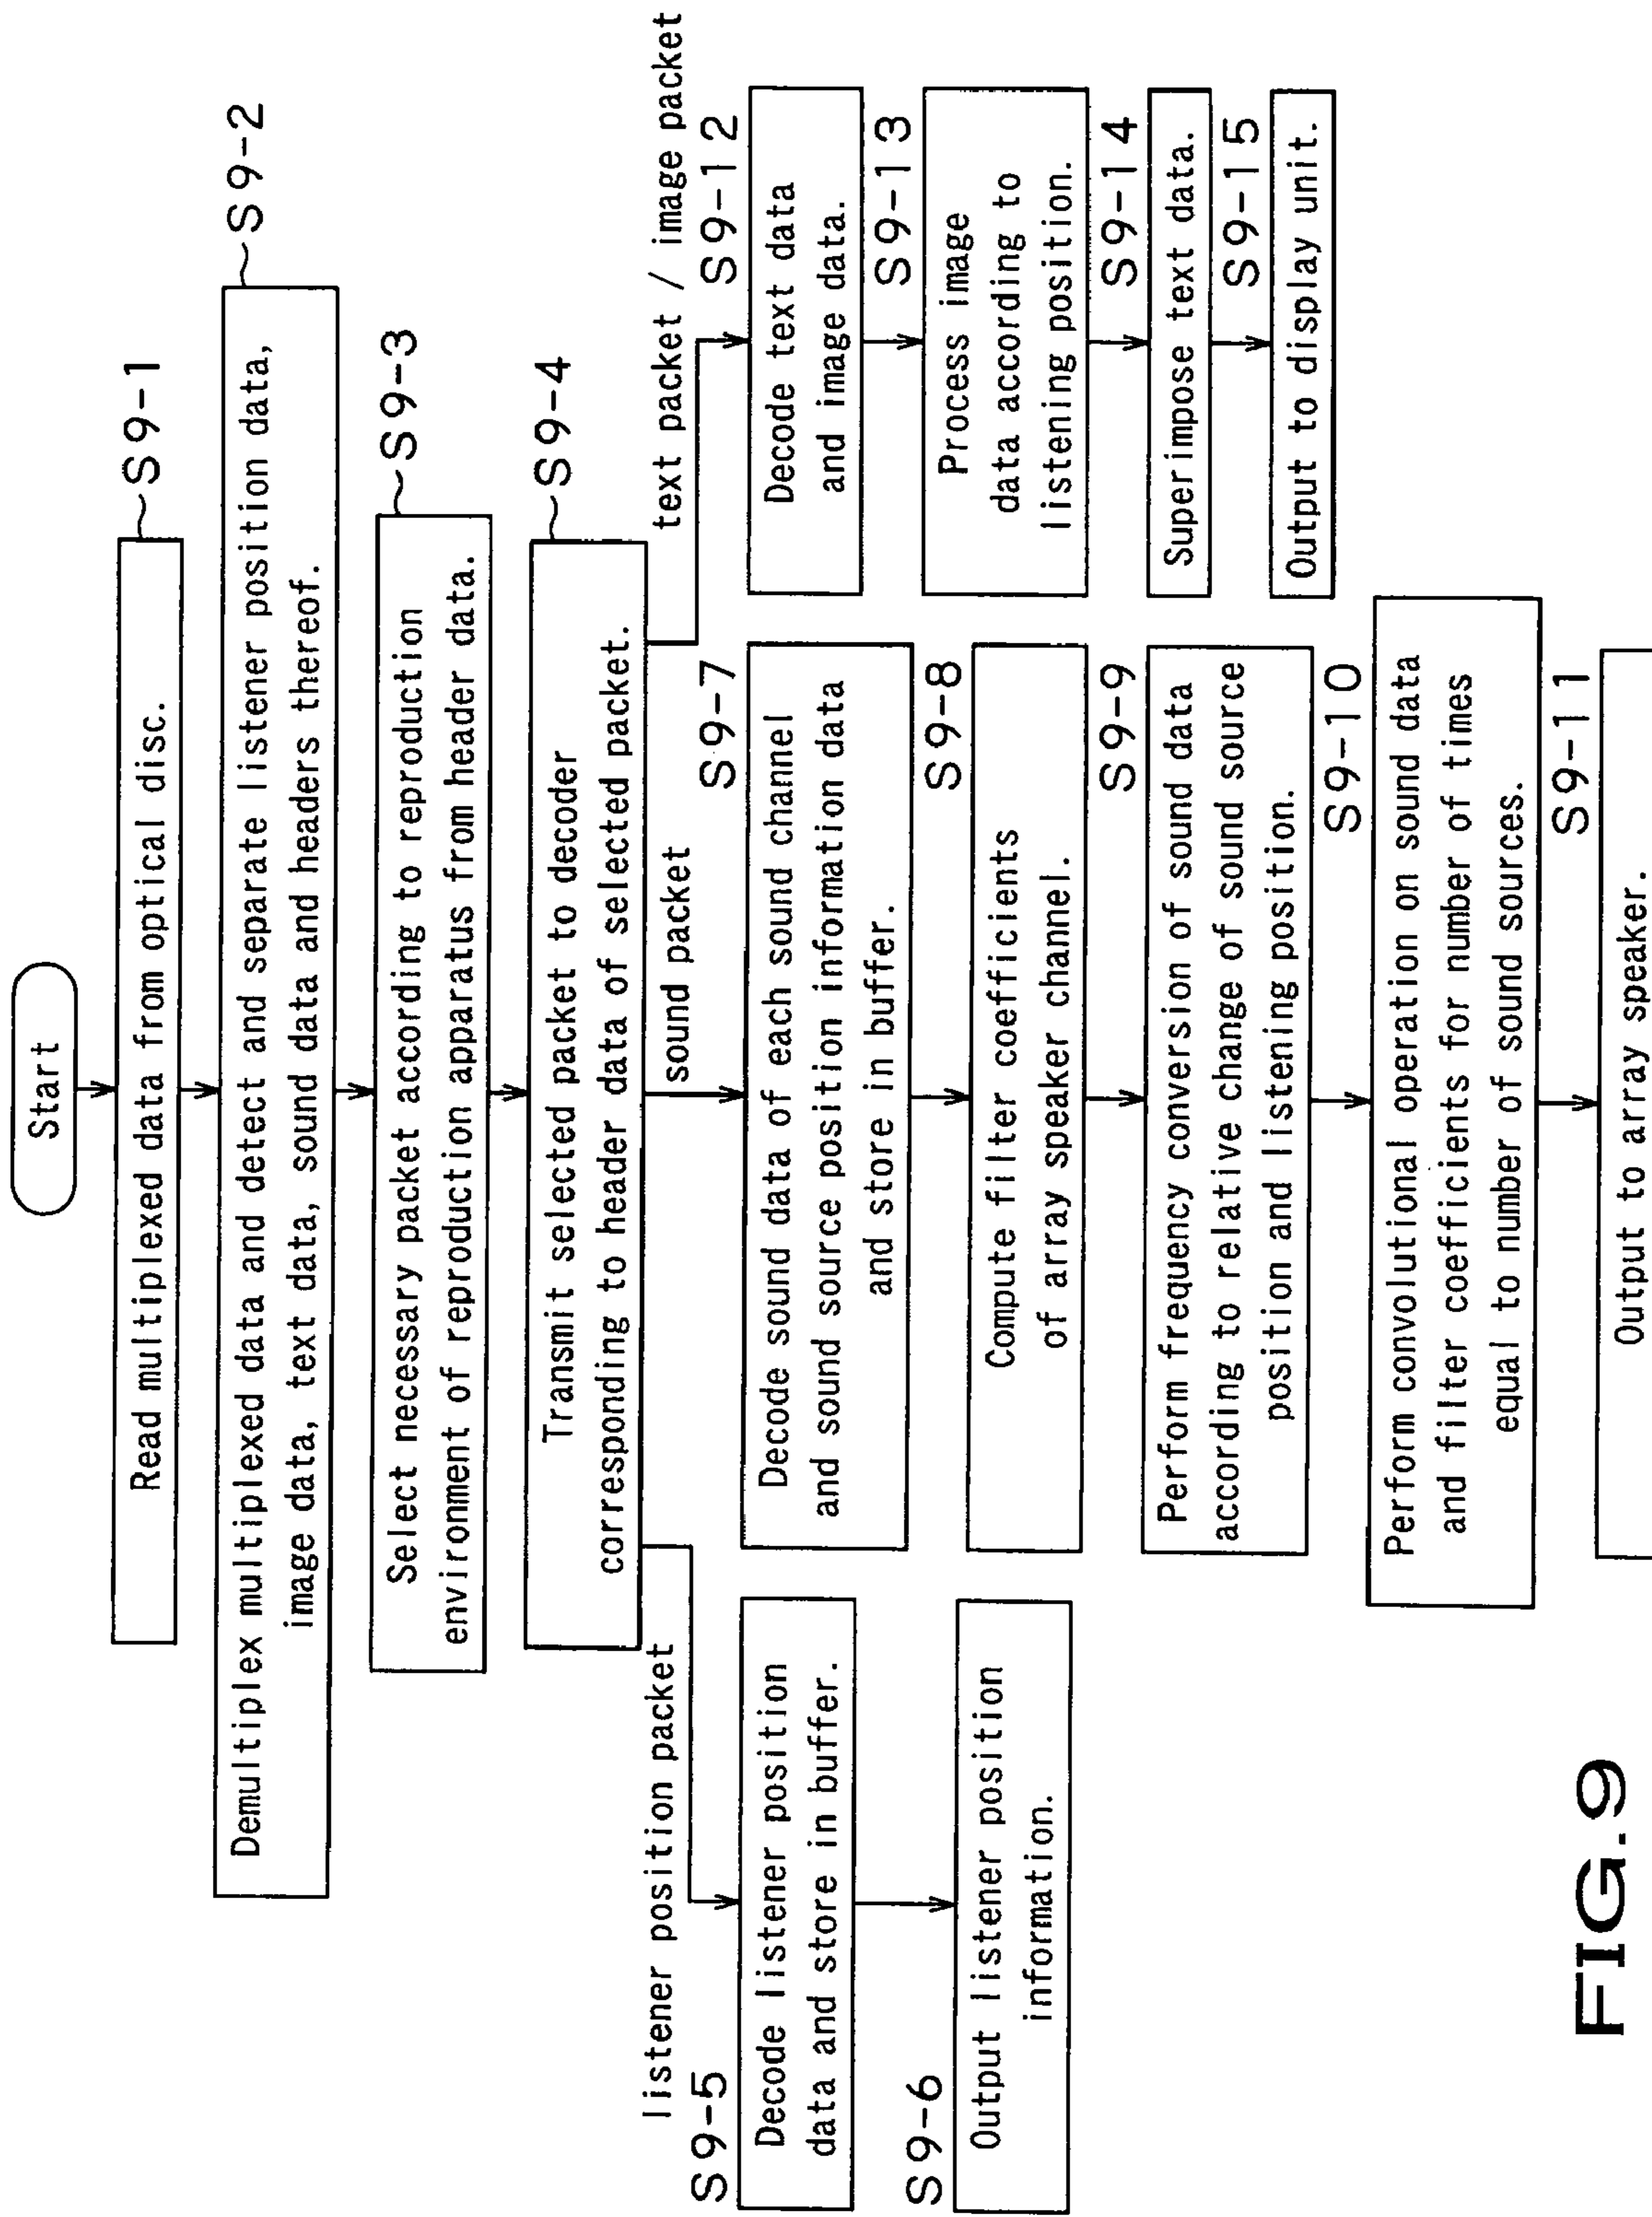 Start
Read multiplexed data from optical disc.
S9-1
Demultiplex multiplexed data and detect and separate listener position data,
image data, text data, sound data and headers thereof.
S9-2
Select necessary packet according to reproduction
environment of reproduction apparatus from header data.
S9-3
Transmit selected packet to decoder
corresponding to header data of selected packet.
S9-4
listener position packet
S9-5
Decode listener position
data and store in buffer.
S9-6
Output listener position
information.
sound packet
S9-7
Decode sound data of each sound channel
and sound source position information data
and store in buffer.
S9-8
Compute filter coefficients
of array speaker channel.
S9-9
Perform frequency conversion of sound data
according to relative change of sound source
position and listening position.
S9-10
Perform convolutional operation on sound data
and filter coefficients for number of times
equal to number of sound sources.
S9-11
Output to array speaker.
text packet / image packet
S9-12
Decode text data
and image data.
S9-13
Process image
data according to
listening position.
S9-14
Superimpose text data.
S9-15
Output to display unit.
FIG.9